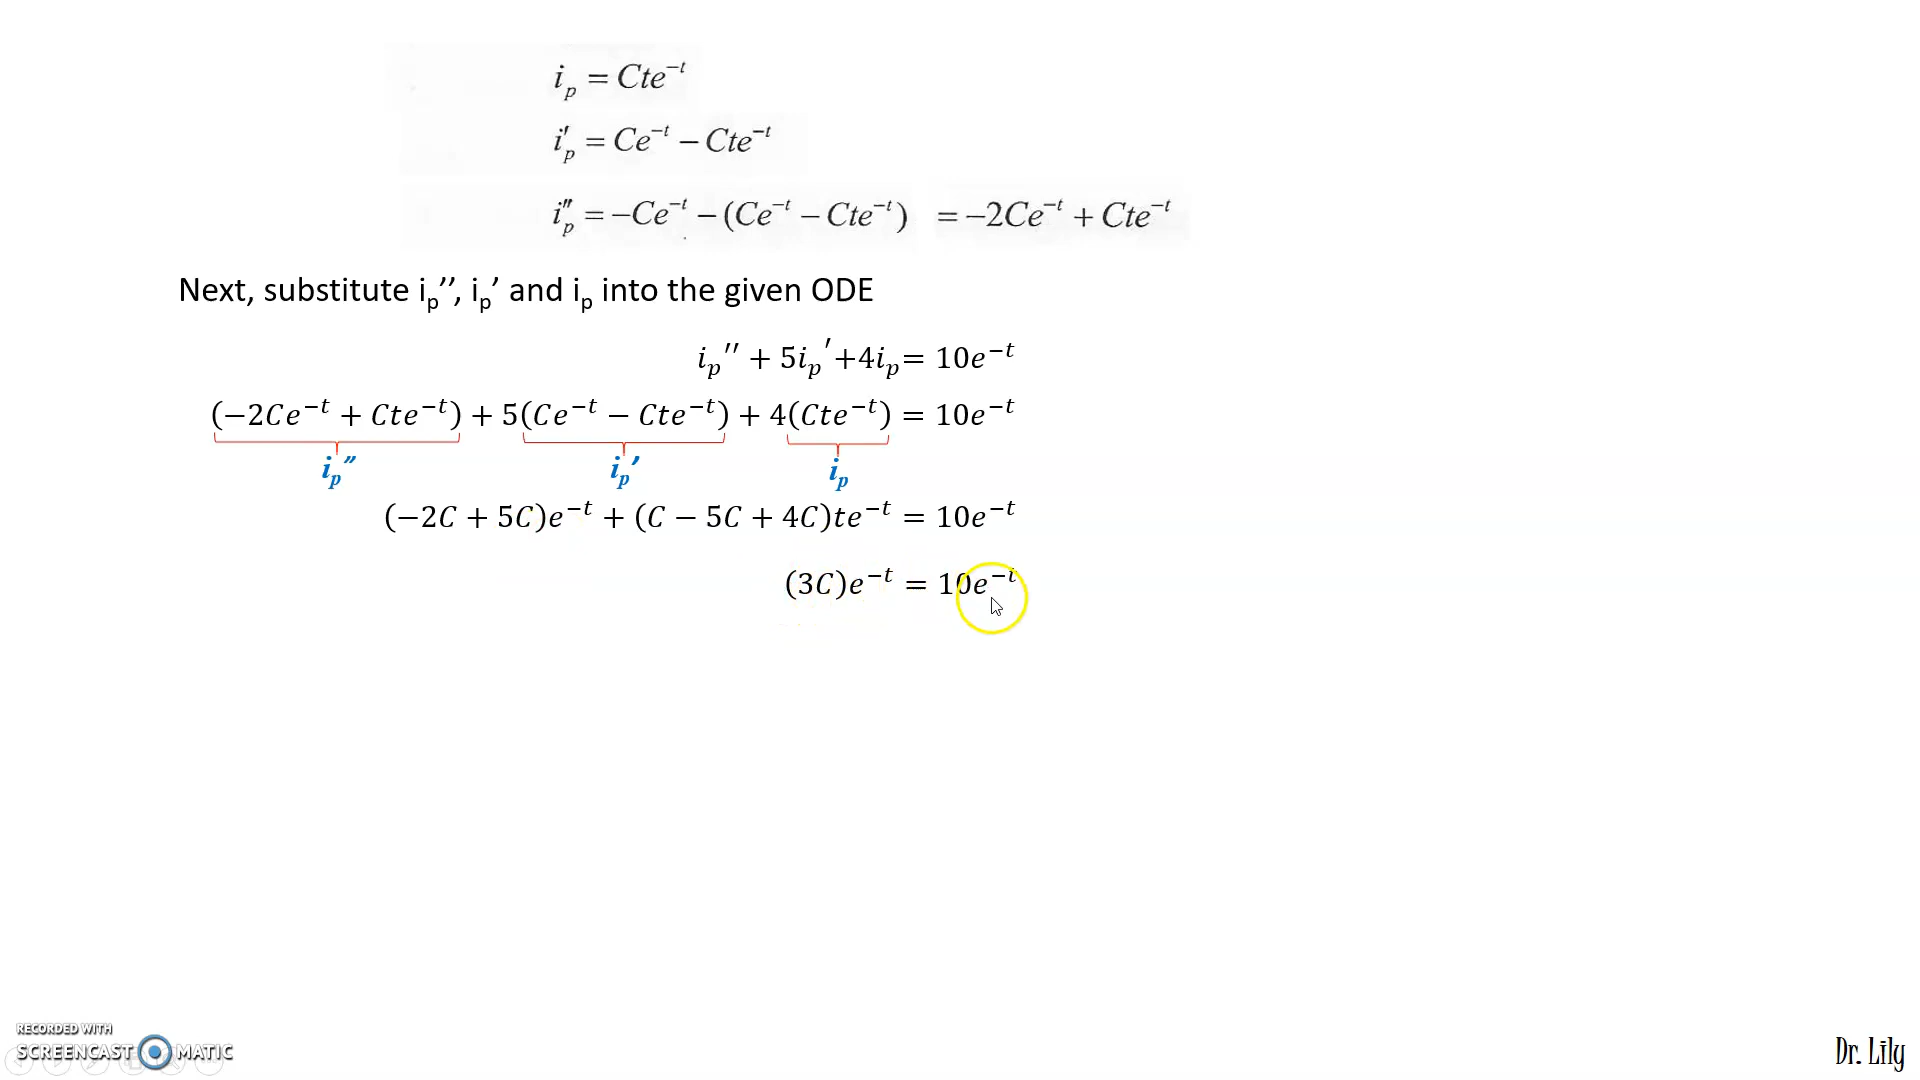 i_p = Cte^{-t}
i'_p = Ce^{-t} − Cte^{-t}
i''_p = −Ce^{-t} − (Ce^{-t} − Cte^{-t}) = −2Ce^{-t} + Cte^{-t}
Next, substitute i_p’’, i_p’ and i_p into the given ODE
i_p'' + 5i_p' +4i_p = 10e^{−t}
(−2Ce^{−t} + Cte^{−t}) + 5(Ce^{−t} − Cte^{−t}) + 4(Cte^{−t}) = 10e^{−t}
i_p” i_p’ i_p
(−2C + 5C)e^{−t} + (C − 5C + 4C)te^{−t} = 10e^{−t}
(3C)e^{−t} = 10e^{−t}
RECORDED WITH
SCREENCAST MATIC
Dr. Lily